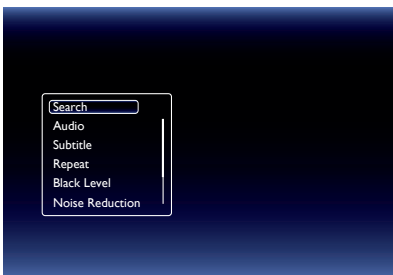 Search
Audio
Subtitle
Repeat
Black Level
Noise Reduction